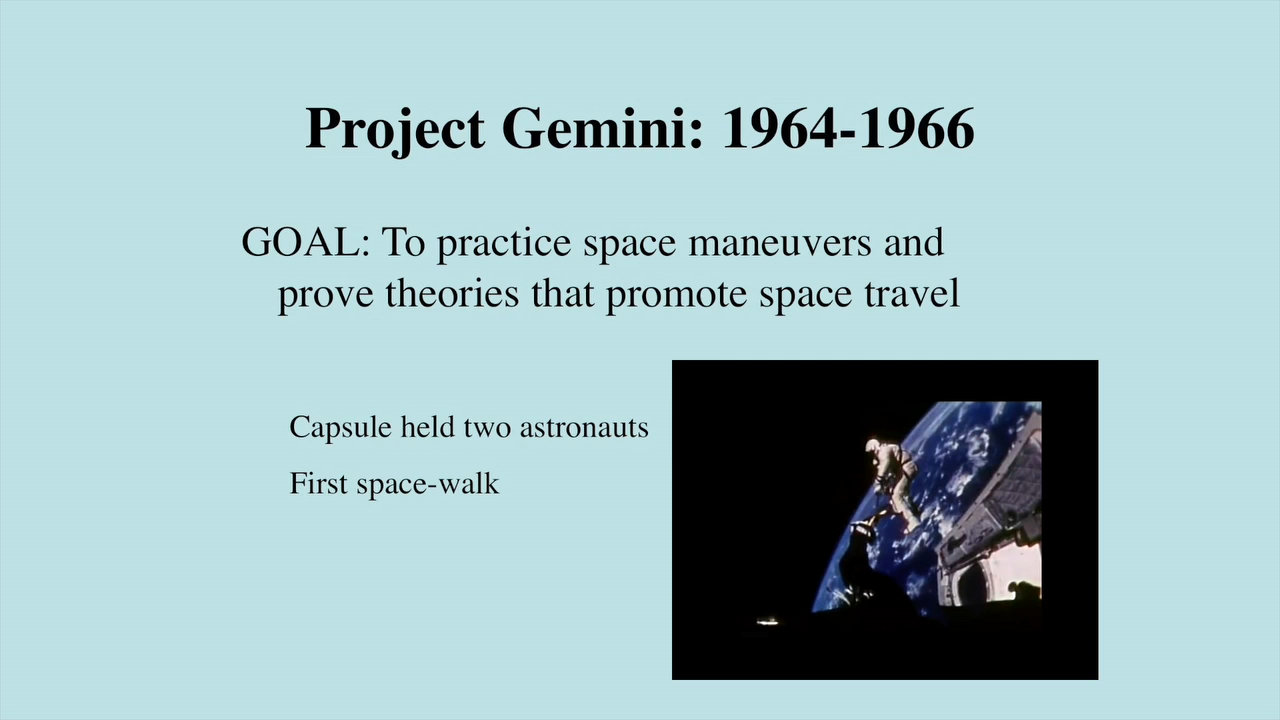 Project Gemini: 1964-1966
GOAL: To practice space maneuvers and
prove theories that promote space travel
Capsule held two astronauts
First space-walk